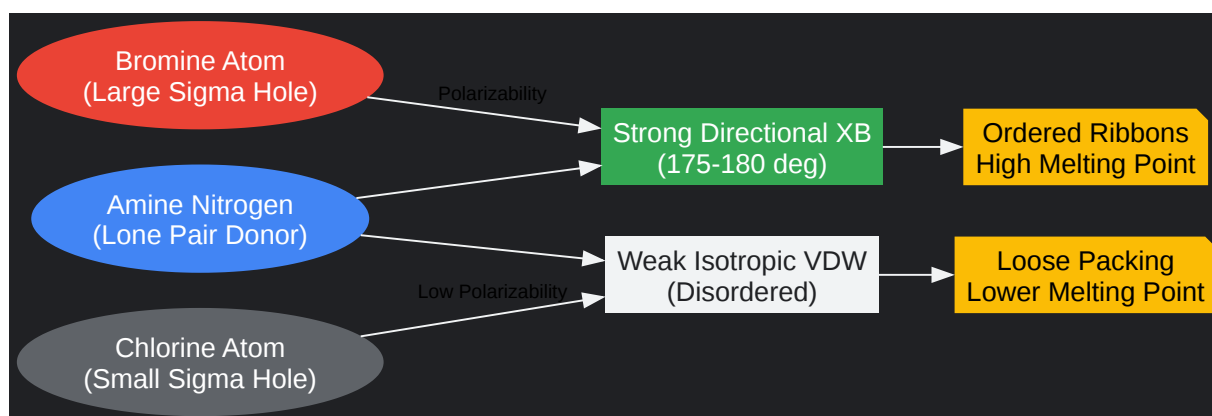 Bromine Atom
(Large Sigma Hole)
Polarizability
Strong Directional XB
(175-180 deg)
Ordered Ribbons
High Melting Point
Amine Nitrogen
(Lone Pair Donor)
Weak Isotropic VDW
(Disordered)
Loose Packing
Lower Melting Point
Low Polarizability
Chlorine Atom
(Small Sigma Hole)